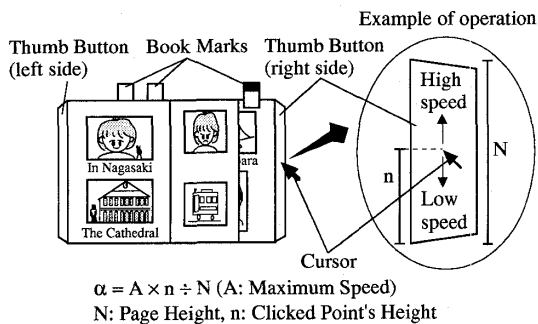 Example of operation
Thumb Button
(left side)
Book Marks
Thumb Button
(right side)
High
speed
N
n
Low
speed
In Nagasaki
ara
The Cathedral
Cursor
α = A × n ÷ N (A: Maximum Speed)
N: Page Height, n: Clicked Point's Height